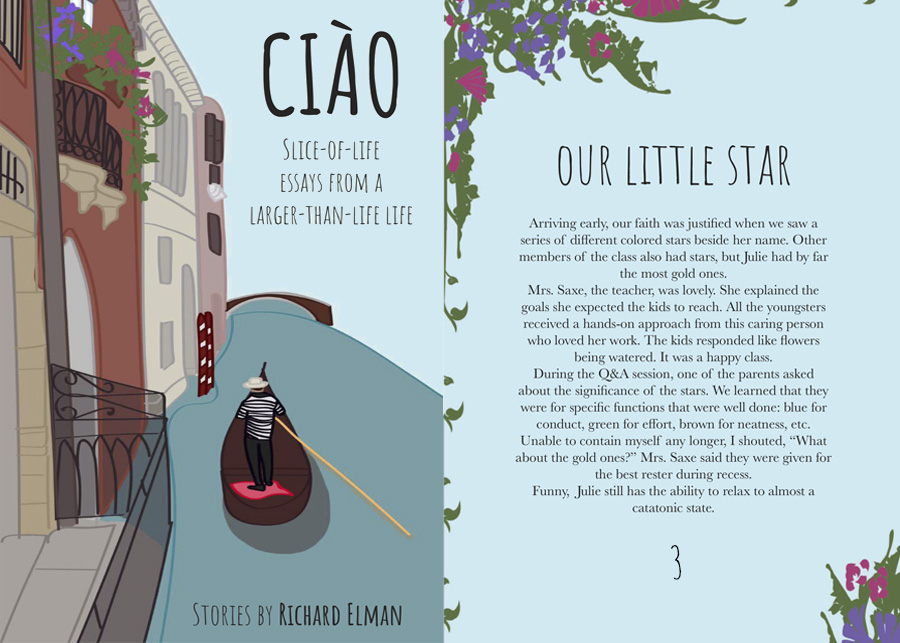 CIÀO
Slice-of-life
essays from a
larger-than-life life
Stories by Richard Elman
OUR LITTLE STAR
Arriving early, our faith was justified when we saw a
series of different colored stars beside her name. Other
members of the class also had stars, but Julie had by far
the most gold ones.
Mrs. Saxe, the teacher, was lovely. She explained the
goals she expected the kids to reach. All the youngsters
received a hands-on approach from this caring person
who loved her work. The kids responded like flowers
being watered. It was a happy class.
During the Q&A session, one of the parents asked
about the significance of the stars. We learned that they
were for specific functions that were well done: blue for
conduct, green for effort, brown for neatness, etc.
Unable to contain myself any longer, I shouted, “What
about the gold ones?” Mrs. Saxe said they were given for
the best rester during recess.
Funny, Julie still has the ability to relax to almost a
catatonic state.
3